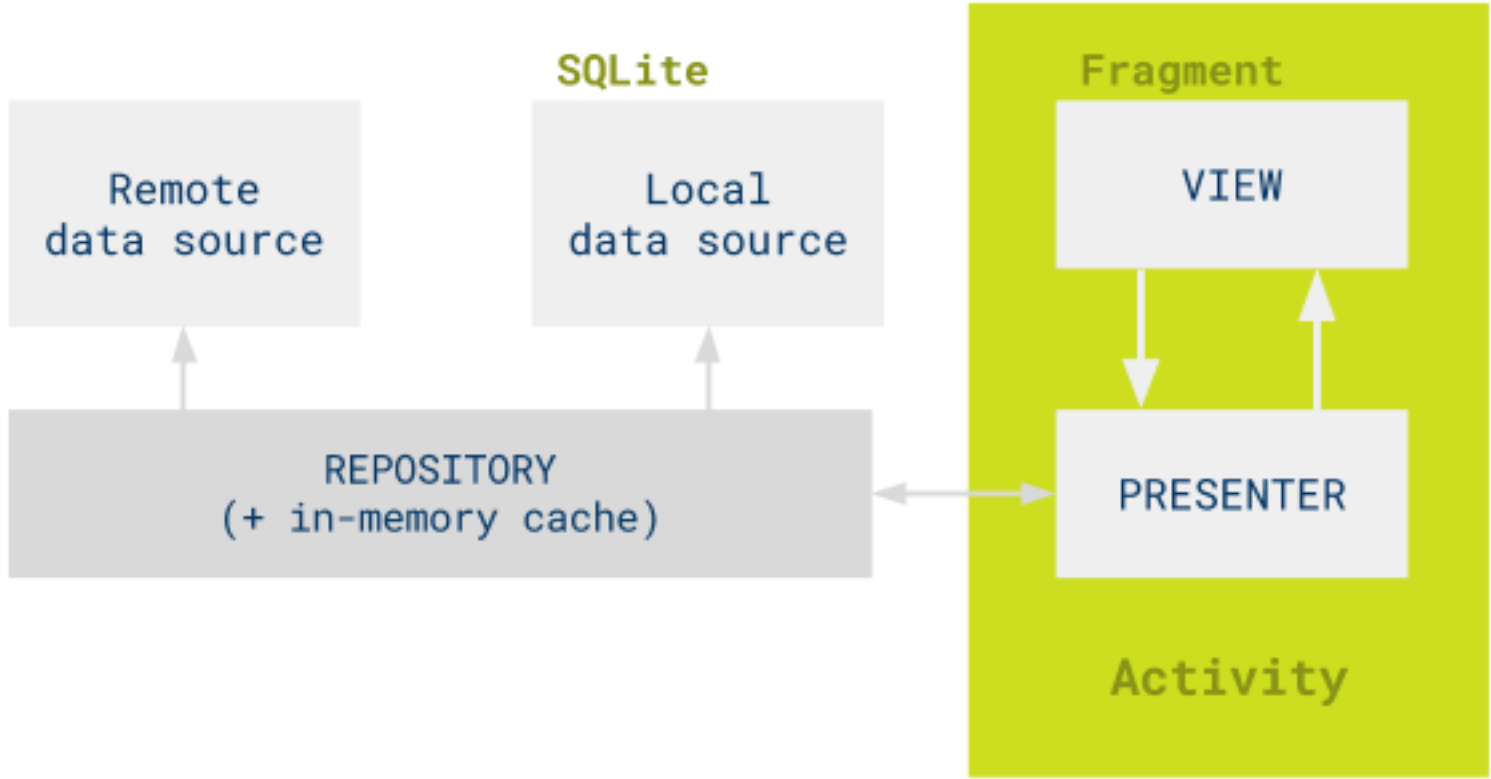 SQLite
Fragment
Remote
data source
Local
data source
VIEW
REPOSITORY
(+ in-memory cache)
PRESENTER
Activity